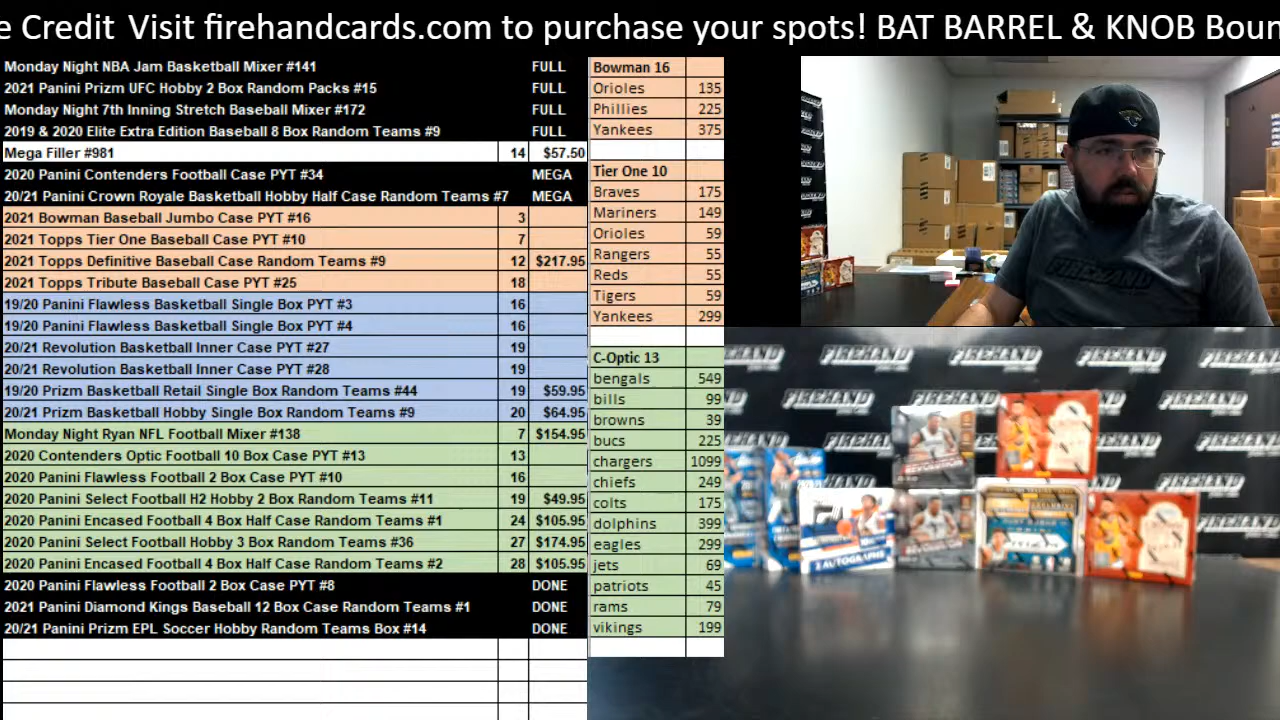 e Credit Visit firehandcards.com to purchase your spots! BAT BARREL & KNOB Boun
Monday Night NBA Jam Basketball Mixer #141 FULL
2021 Panini Prizm UFC Hobby 2 Box Random Packs #15 FULL
Monday Night 7th Inning Stretch Baseball Mixer #172 FULL
2019 & 2020 Elite Extra Edition Baseball 8 Box Random Teams #9 FULL
Mega Filler #981 14 $57.50
2020 Panini Contenders Football Case PYT #34 MEGA
20/21 Panini Crown Royale Basketball Hobby Half Case Random Teams #7 MEGA
2021 Bowman Baseball Jumbo Case PYT #16 3
2021 Topps Tier One Baseball Case PYT #10 7
2021 Topps Definitive Baseball Case Random Teams #9 12 $217.95
2021 Topps Tribute Baseball Case PYT #25 18
19/20 Panini Flawless Basketball Single Box PYT #3 16
19/20 Panini Flawless Basketball Single Box PYT #4 16
20/21 Revolution Basketball Inner Case PYT #27 19
20/21 Revolution Basketball Inner Case PYT #28 19
19/20 Prizm Basketball Retail Single Box Random Teams #44 19 $59.95
20/21 Prizm Basketball Hobby Single Box Random Teams #9 20 $64.95
Monday Night Ryan NFL Football Mixer #138 7 $154.95
2020 Contenders Optic Football 10 Box PYT #13 13
2020 Panini Flawless Football 2 Box PYT #10 16
2020 Panini Select Football H2 Hobby 2 Box Random Teams #11 19 $49.95
2020 Panini Encased Football 4 Box Half Case Random Teams #1 24 $105.95
2020 Panini Select Football Hobby 3 Box Random Teams #36 27 $174.95
2020 Panini Encased Football 4 Box Half Case Random Teams #2 28 $105.95
2020 Panini Flawless Football 2 Box Case PYT #8 DONE
2021 Panini Diamond Kings Baseball 12 Box Case Random Teams #1 DONE
20/21 Panini Prizm EPL Soccer Hobby Random Teams Box #14 DONE
Bowman 16
Orioles 135
Phillies 225
Yankees 375
Tier One 10
Braves 175
Mariners 149
Orioles 59
Rangers 55
Reds 55
Tigers 59
Yankees 299
C-Optic 13
bengals 549
bills 99
browns 39
bucs 225
chargers 1099
chiefs 249
colts 175
dolphins 399
eagles 299
jets 69
patriots 45
rams 79
vikings 199
FIREHAND
FIREHAND FIREHAND FIREHAND
FIREHAND FIREHAND
REVOLUTION
PRIZM
2 AUTOGRAPHS